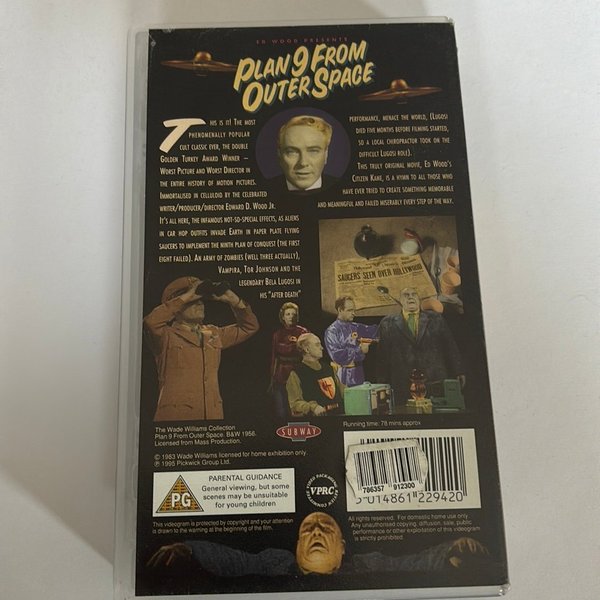 ED WOOD PRESENTS
PLAN 9 FROM
OUTER SPACE
THIS IS IT! THE MOST
PHENOMENALLY POPULAR
CULT CLASSIC EVER, THE DOUBLE
GOLDEN TURKEY AWARD WINNER –
WORST PICTURE AND WORST DIRECTOR IN
THE ENTIRE HISTORY OF MOTION PICTURES.
IMMORTALISED IN CELLULOID BY THE CELEBRATED
WRITER/PRODUCER/DIRECTOR EDWARD D. WOOD JR.
IT'S ALL HERE, THE INFAMOUS NOT-SO-SPECIAL EFFECTS, AS ALIENS
IN CAR HOP OUTFITS INVADE EARTH IN PAPER PLATE FLYING
SAUCERS TO IMPLEMENT THE NINTH PLAN OF CONQUEST (THE FIRST
EIGHT FAILED). AN ARMY OF ZOMBIES (WELL THREE ACTUALLY),
VAMPIRA, TOR JOHNSON AND THE
LEGENDARY BELA LUGOSI IN
HIS "AFTER DEATH"
PERFORMANCE, MENACE THE WORLD, (LUGOSI
DIED FIVE MONTHS BEFORE FILMING STARTED,
SO A LOCAL CHIROPRACTOR TOOK ON THE
DIFFICULT LUGOSI ROLE).
THIS TRULY ORIGINAL MOVIE, ED WOOD'S
CITIZEN KANE, IS A HYMN TO ALL THOSE WHO
HAVE EVER TRIED TO CREATE SOMETHING MEMORABLE
AND MEANINGFUL AND FAILED MISERABLY EVERY STEP OF THE WAY.
SAUCERS SEEN OVER HOLLYWOOD
The Wade Williams Collection
Plan 9 From Outer Space. B&W 1958.
Licensed from Mass Production.
© 1983 Wade Williams licensed for home exhibition only.
℗ 1995 Pickwick Group Ltd.
SUBWAY
Running time: 78 mins approx
PG
PARENTAL GUIDANCE
General viewing, but some
scenes may be unsuitable
for young children
VPRC
786357 912300
5 014861 229420
This videogram is protected by copyright and your attention
is drawn to the warning at the beginning of the film.
All rights reserved. For domestic home use only.
Any unauthorised copying, diffusion, sale, public
performance or other exploitation of this videogram
is strictly prohibited.